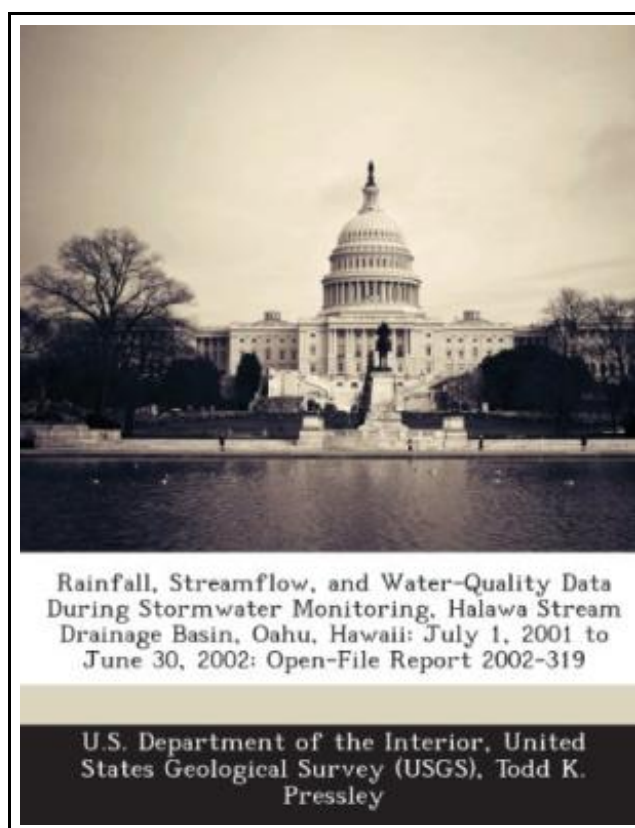 Rainfall, Streamflow, and Water-Quality Data
During Stormwater Monitoring, Halawa Stream
Drainage Basin, Oahu, Hawaii: July 1, 2001 to
June 30, 2002: Open-File Report 2002-319
U.S. Department of the Interior, United
States Geological Survey (USGS), Todd K.
Pressley